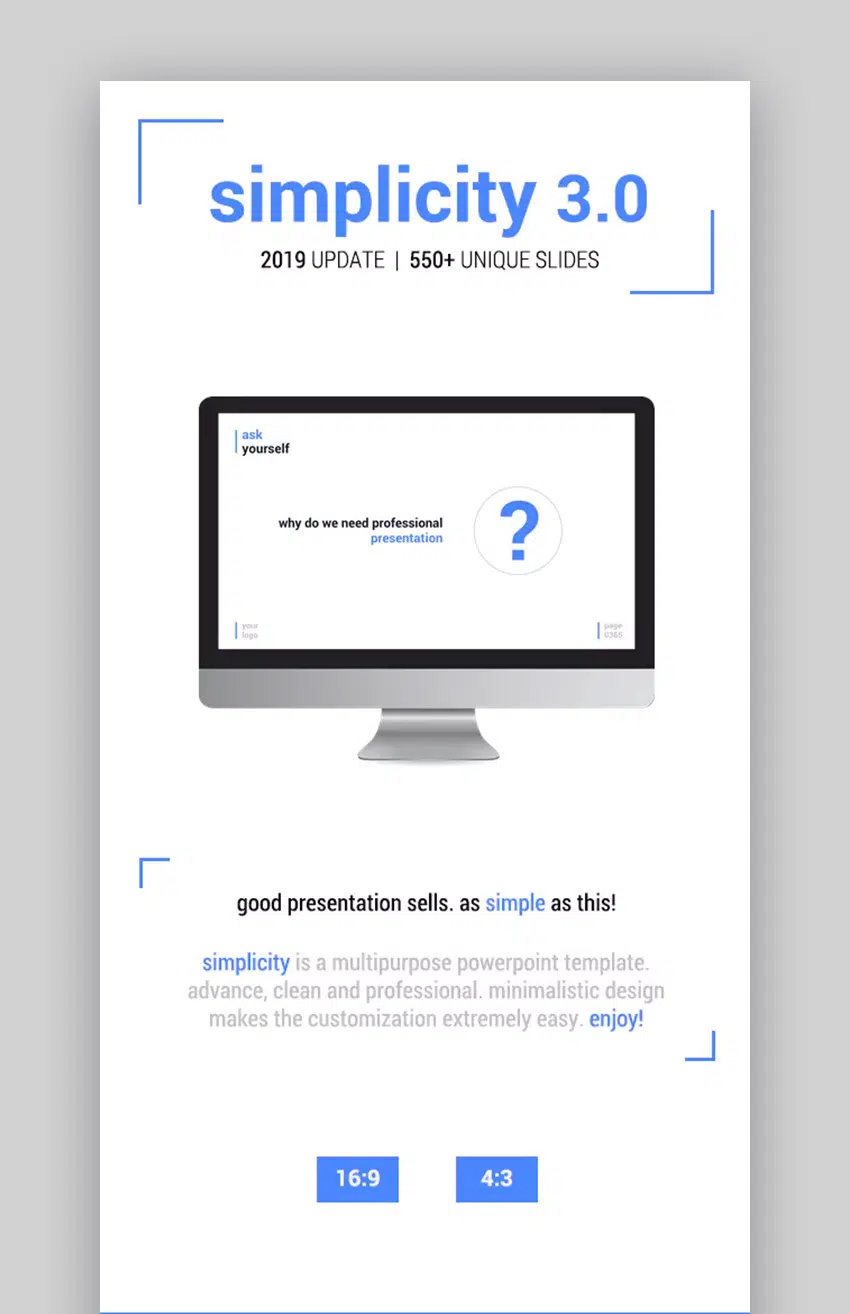 simplicity 3.0
2019 UPDATE | 550+ UNIQUE SLIDES
ask
yourself
why do we need professional
presentation
?
your
logo
page
0365
good presentation sells. as simple as this!
simplicity is a multipurpose powerpoint template.
advance, clean and professional. minimalistic design
makes the customization extremely easy. enjoy!
16:9
4:3